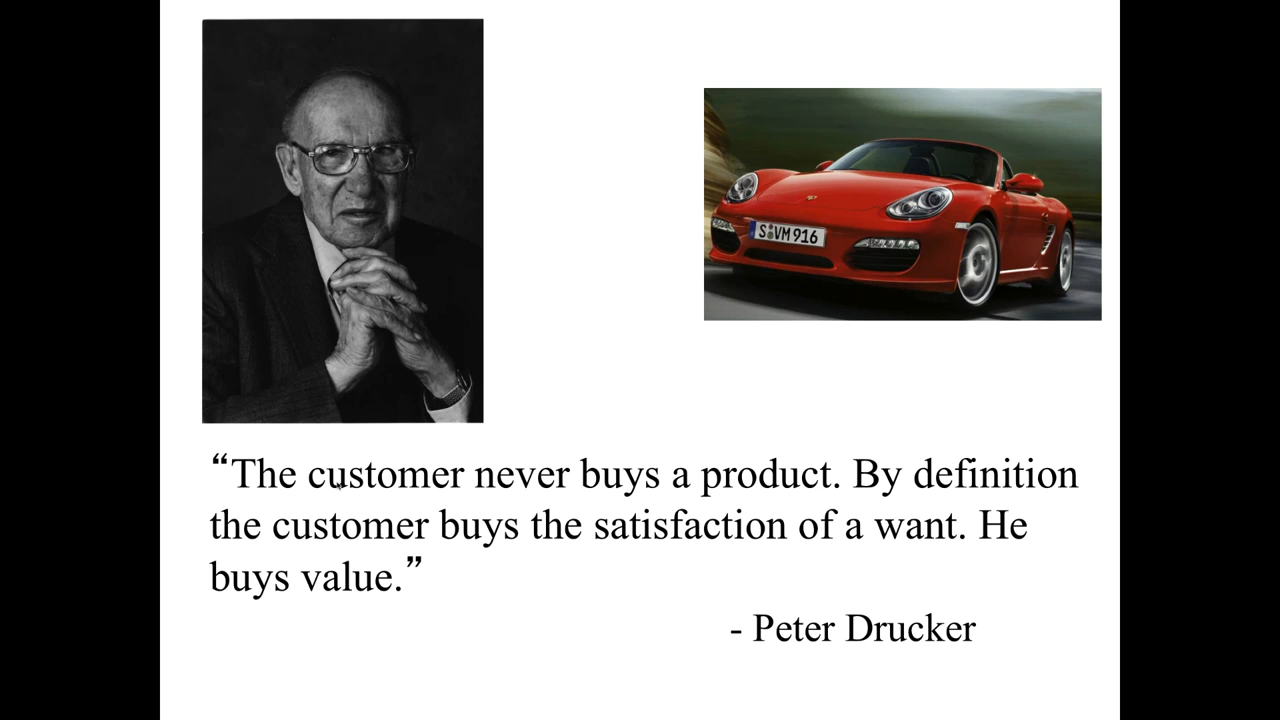 S VM 916
“The customer never buys a product. By definition
the customer buys the satisfaction of a want. He
buys value.”
- Peter Drucker